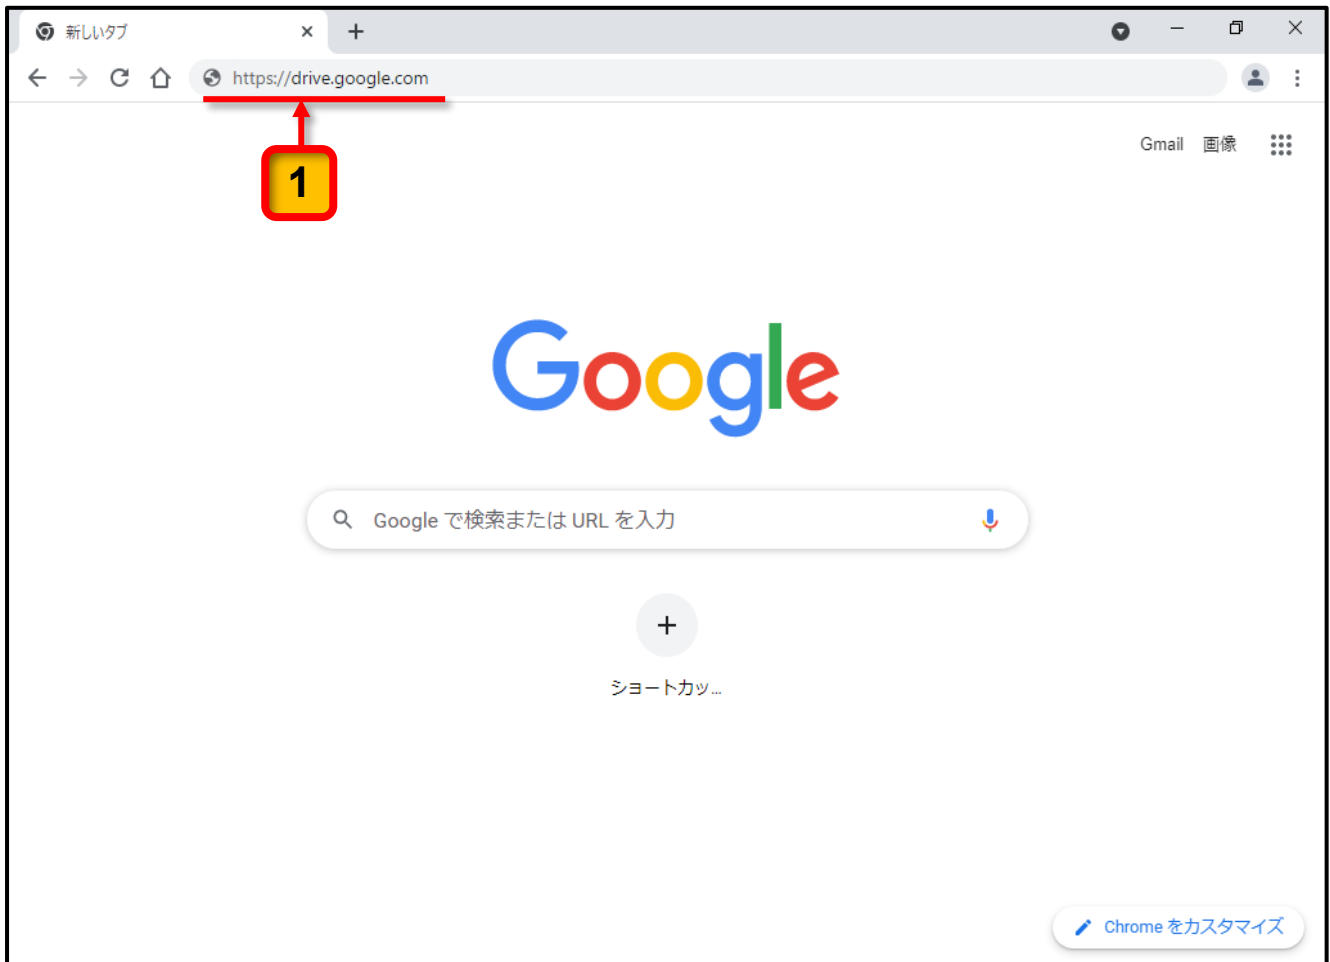 新しいタブ
https://drive.google.com
1
Gmail 画像
Google
Google で検索または URL を入力
ショートカッ...
Chrome をカスタマイズ